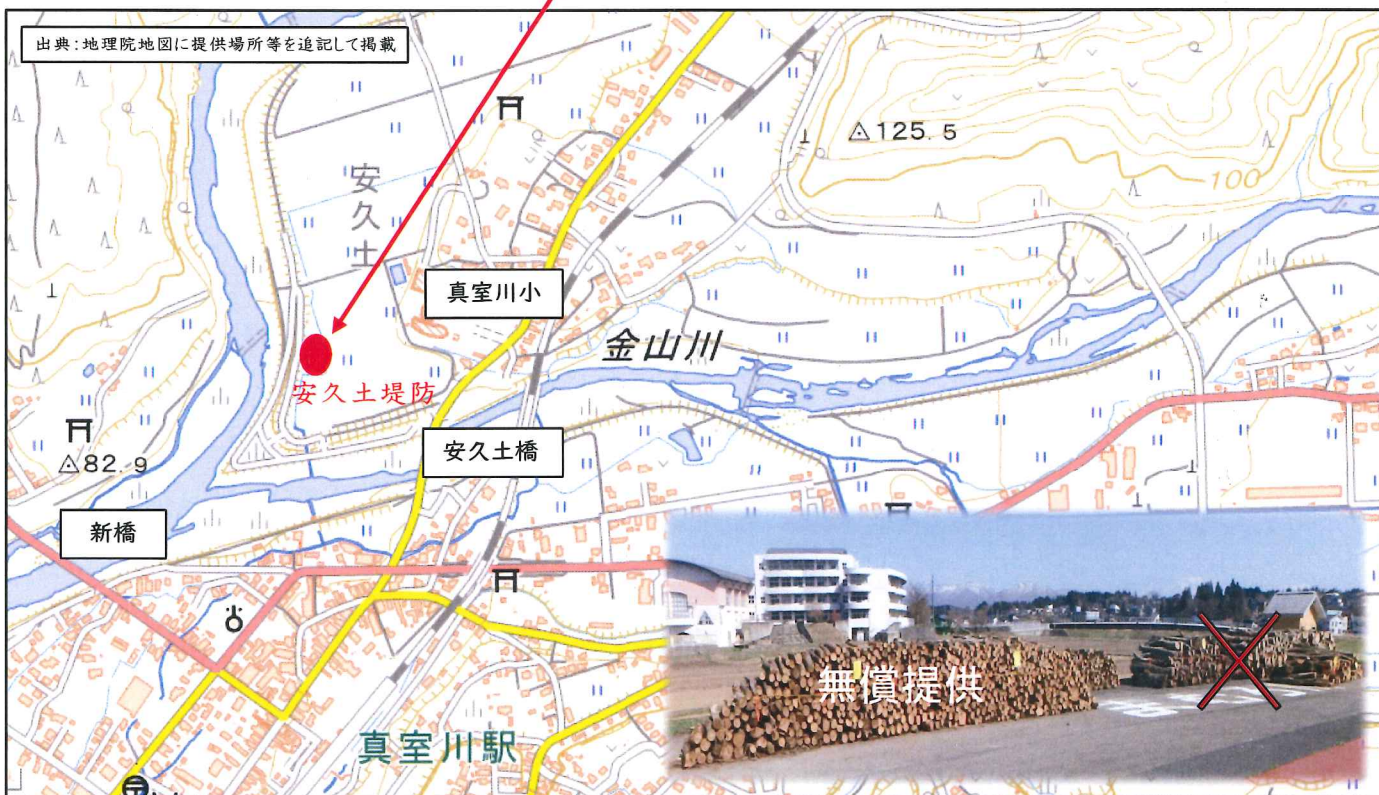 出典:地理院地図に提供場所等を追記して掲載
安久土
125.5
100
真室川小
金山川
安久土堤防
安久土橋
82.9
新橋
無償提供
真室川駅